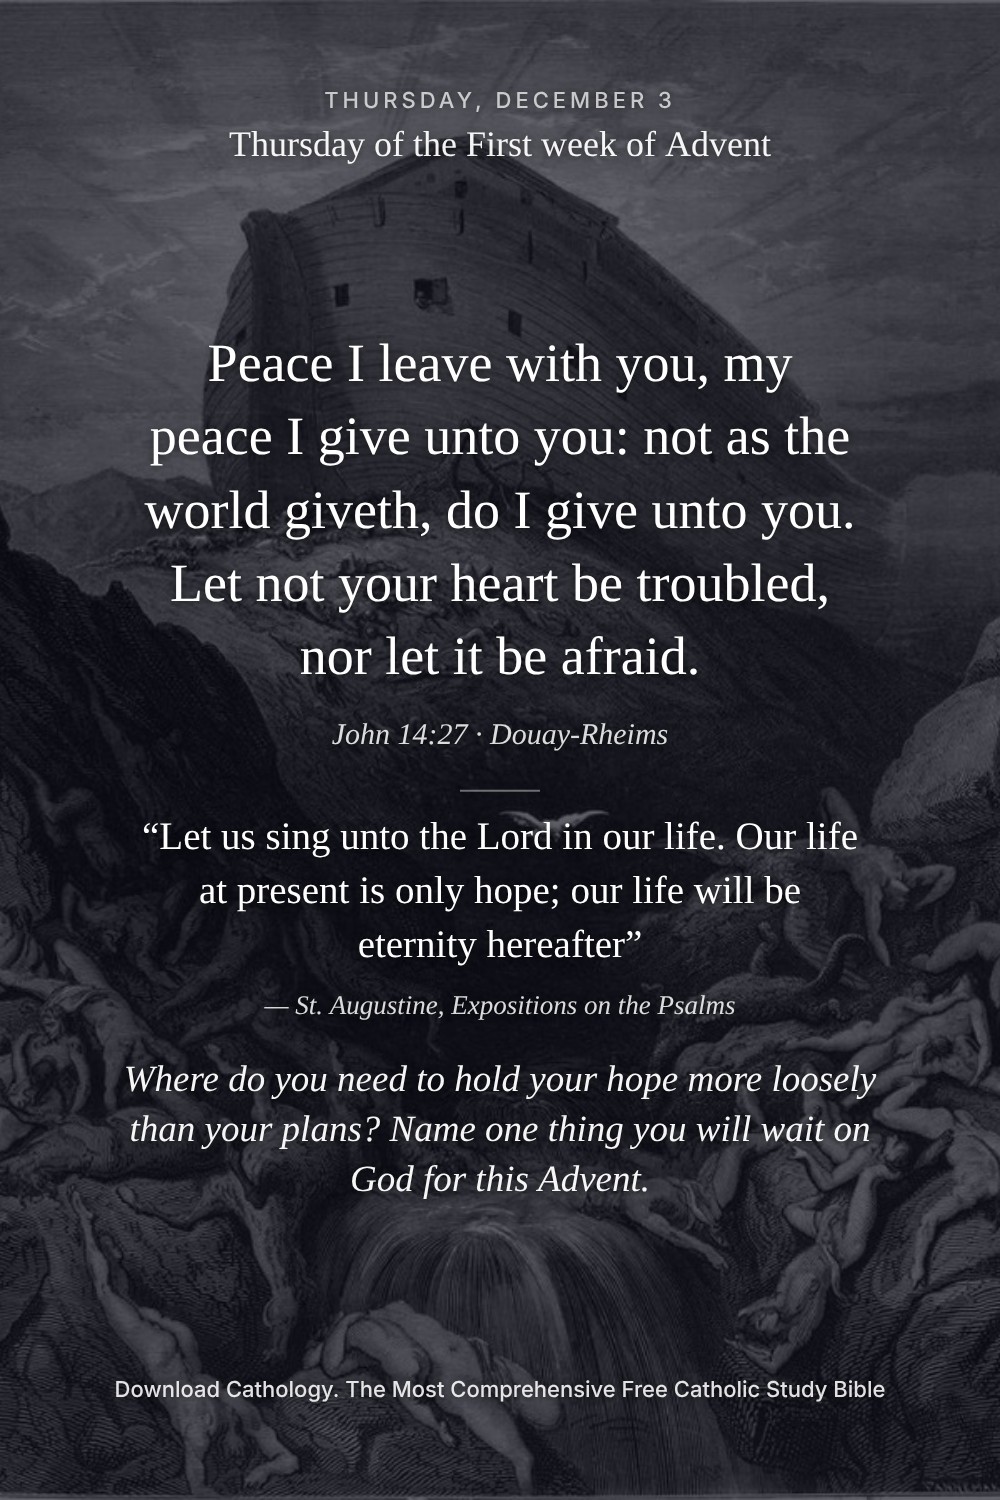 THURSDAY, DECEMBER 3
Thursday of the First week of Advent
Peace I leave with you, my
peace I give unto you: not as the
world giveth, do I give unto you.
Let not your heart be troubled,
nor let it be afraid.
John 14:27 · Douay-Rheims
“Let us sing unto the Lord in our life. Our life
at present is only hope; our life will be
eternity hereafter”
— St. Augustine, Expositions on the Psalms
Where do you need to hold your hope more loosely
than your plans? Name one thing you will wait on
God for this Advent.
Download Cathology. The Most Comprehensive Free Catholic Study Bible